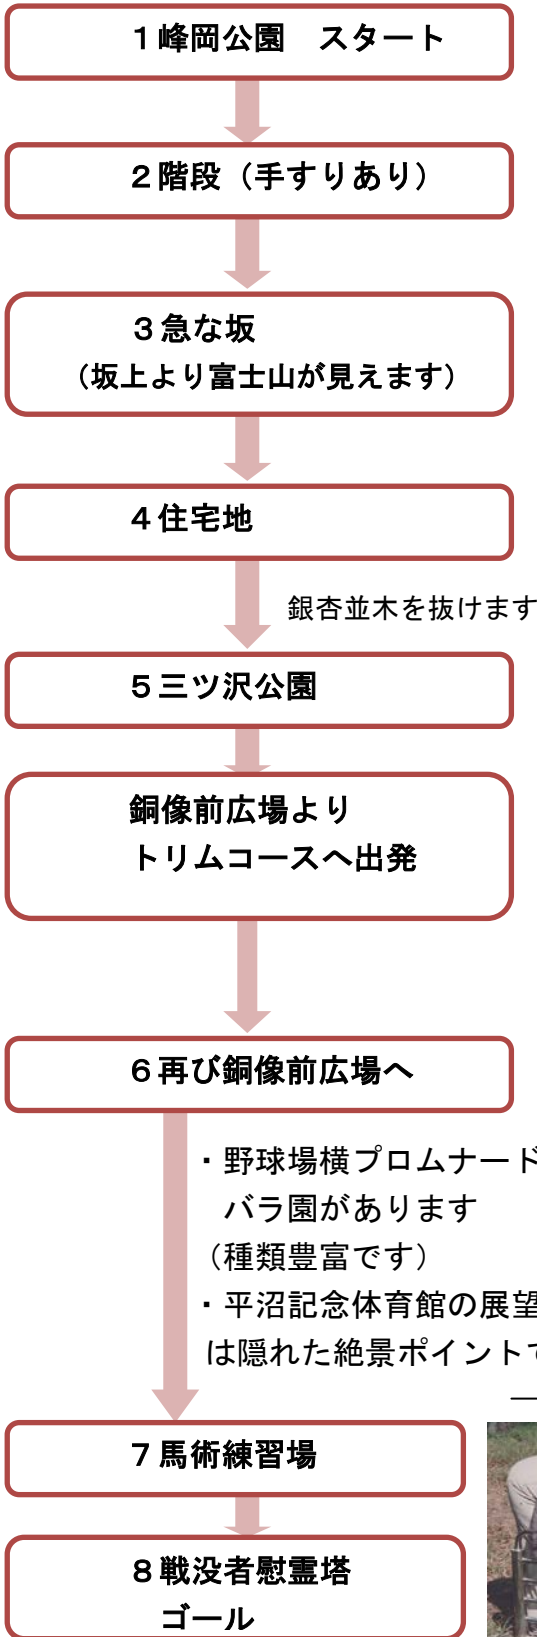 １峰岡公園　スタート
２階段（手すりあり）
３急な坂
（坂上より富士山が見えます）
４住宅地
銀杏並木を抜けます
５三ツ沢公園
銅像前広場より
トリムコースへ出発
６再び銅像前広場へ
・野球場横プロムナード
バラ園があります
（種類豊富です）
・平沼記念体育館の展望
は隠れた絶景ポイントで
７馬術練習場
８戦没者慰霊塔
ゴール